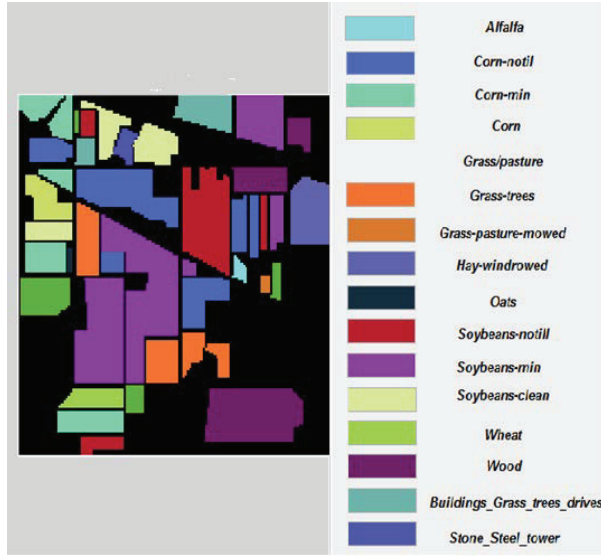 Alfalfa
Corn-notil
Corn-min
Corn
Grass/pasture
Grass-trees
Grass-pasture-mowed
Hay-windrowed
Oats
Soybeans-notill
Soybeans-min
Soybeans-clean
Wheat
Wood
Buildings_Grass_trees_drives
Stone_Steel_tower